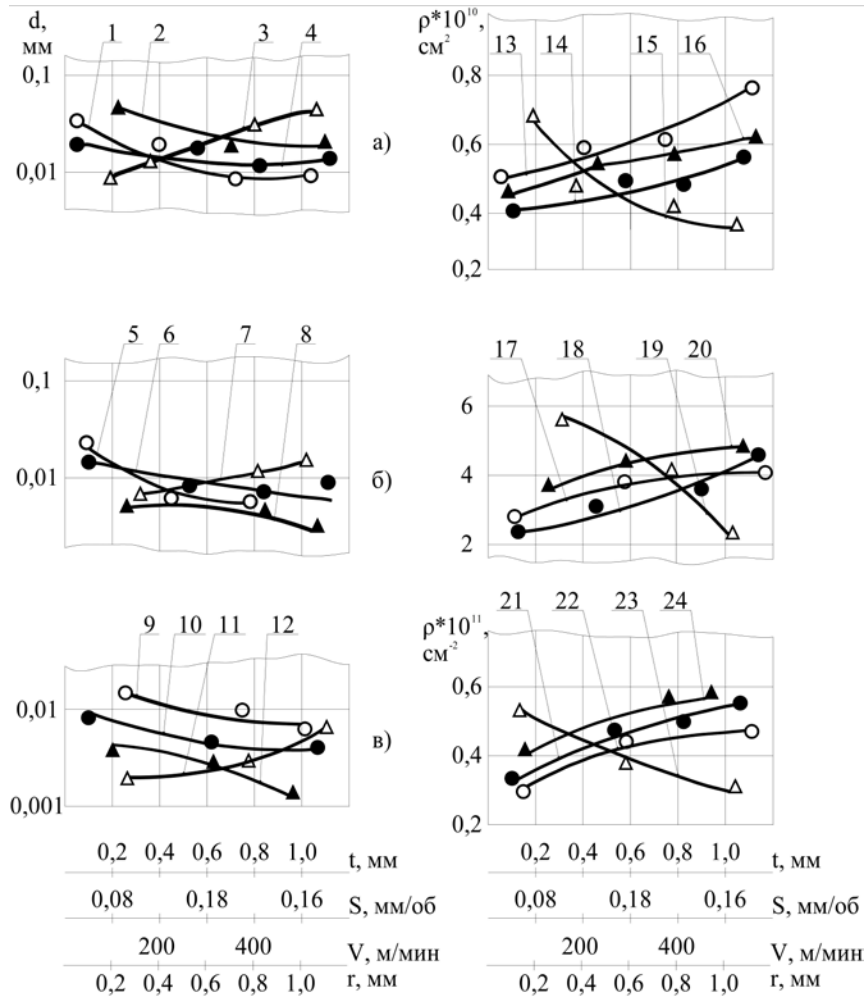 d,
мм
1 2 3 4
0,1
0,01
а)
ρ*10¹⁰,
см²
13 14 15 16
0,8
0,6
0,4
0,2
5 6 7 8
0,1
0,01
б)
17 18 19 20
6
4
2
9 10 11 12
0,01
0,001
в)
ρ*10¹¹,
см⁻²
21 22 23 24
0,6
0,4
0,2
0,2 0,4 0,6 0,8 1,0 t, мм
0,08 0,18 0,16 S, мм/об
200 400 V, м/мин
0,2 0,4 0,6 0,8 1,0 r, мм
0,2 0,4 0,6 0,8 1,0 t, мм
0,08 0,18 0,16 S, мм/об
200 400 V, м/мин
0,2 0,4 0,6 0,8 1,0 r, мм